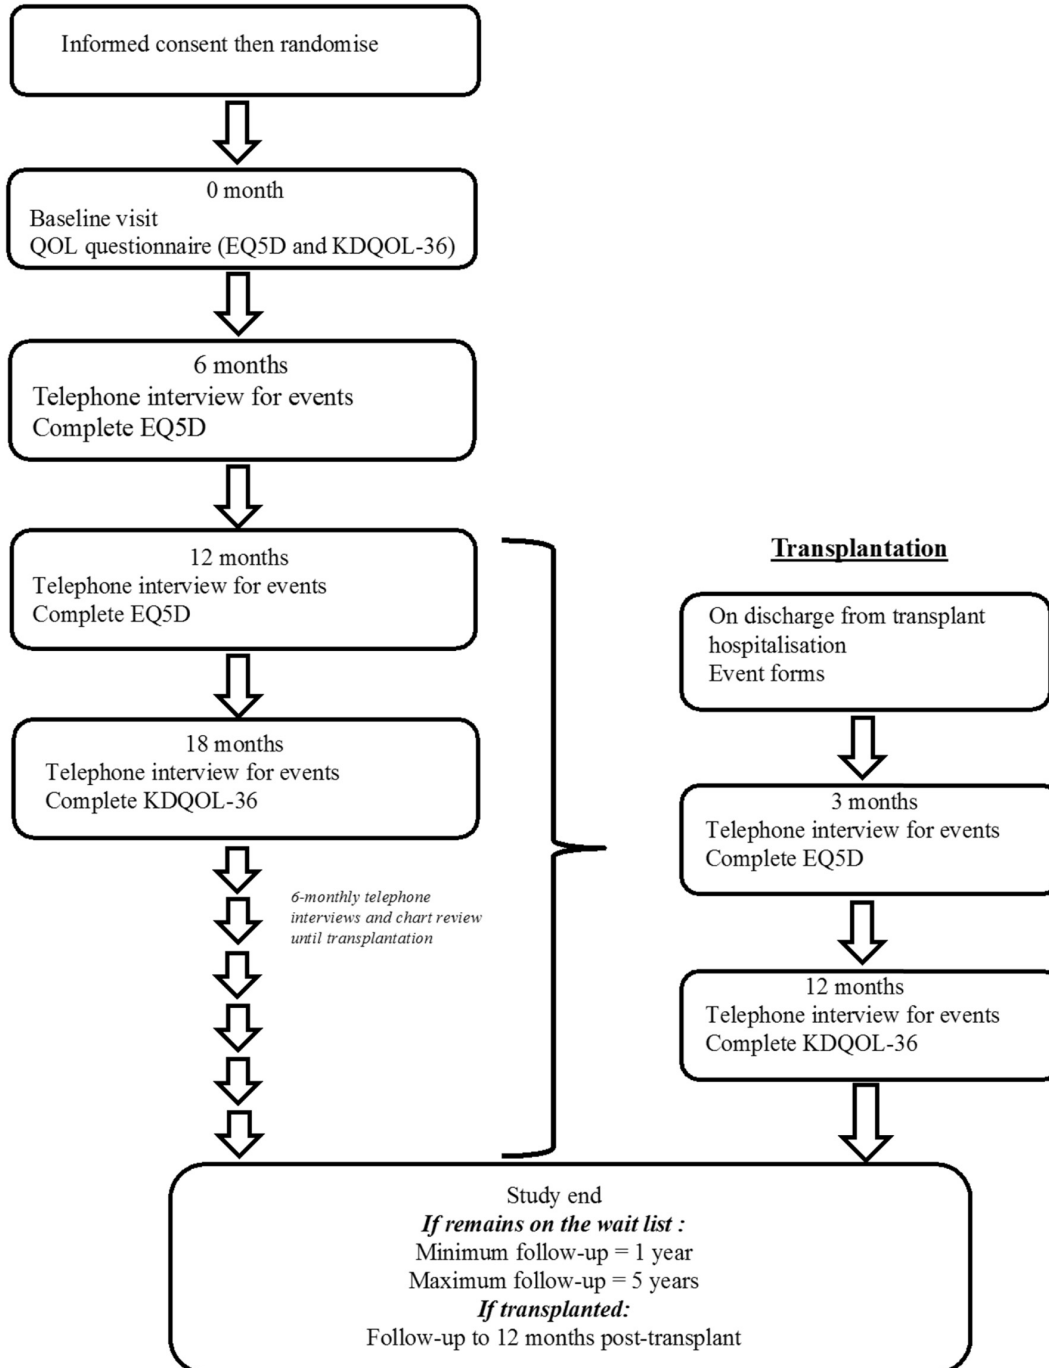 Informed consent then randomise
0 month
Baseline visit
QOL questionnaire (EQ5D and KDQOL-36)
6 months
Telephone interview for events
Complete EQ5D
12 months
Telephone interview for events
Complete EQ5D
18 months
Telephone interview for events
Complete KDQOL-36
6-monthly telephone
interviews and chart review
until transplantation
Transplantation
On discharge from transplant
hospitalisation
Event forms
3 months
Telephone interview for events
Complete EQ5D
12 months
Telephone interview for events
Complete KDQOL-36
Study end
If remains on the wait list :
Minimum follow-up = 1 year
Maximum follow-up = 5 years
If transplanted:
Follow-up to 12 months post-transplant